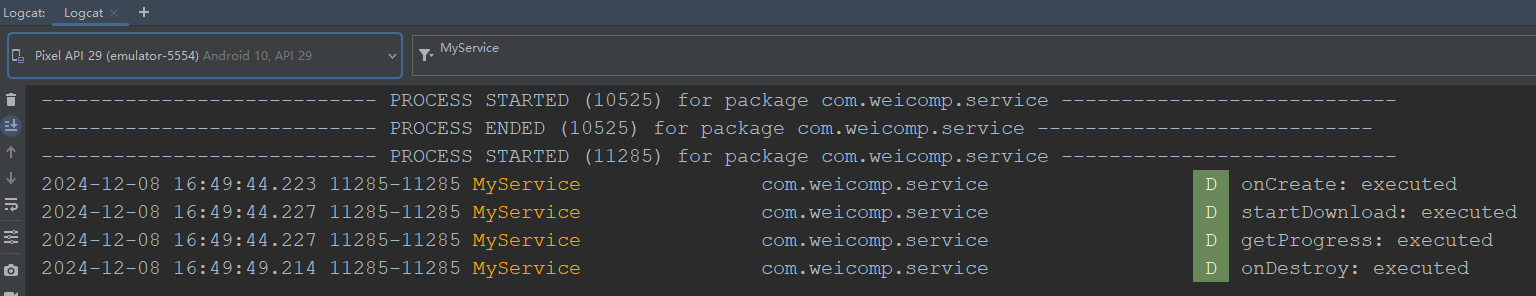 Logcat: Logcat × +
Pixel API 29 (emulator-5554) Android 10, API 29
MyService
---------------------------- PROCESS STARTED (10525) for package com.weicomp.service ----------------------------
---------------------------- PROCESS ENDED (10525) for package com.weicomp.service ----------------------------
---------------------------- PROCESS STARTED (11285) for package com.weicomp.service ----------------------------
2024-12-08 16:49:44.223 11285-11285 MyService com.weicomp.service D onCreate: executed
2024-12-08 16:49:44.227 11285-11285 MyService com.weicomp.service D startDownload: executed
2024-12-08 16:49:44.227 11285-11285 MyService com.weicomp.service D getProgress: executed
2024-12-08 16:49:49.214 11285-11285 MyService com.weicomp.service D onDestroy: executed